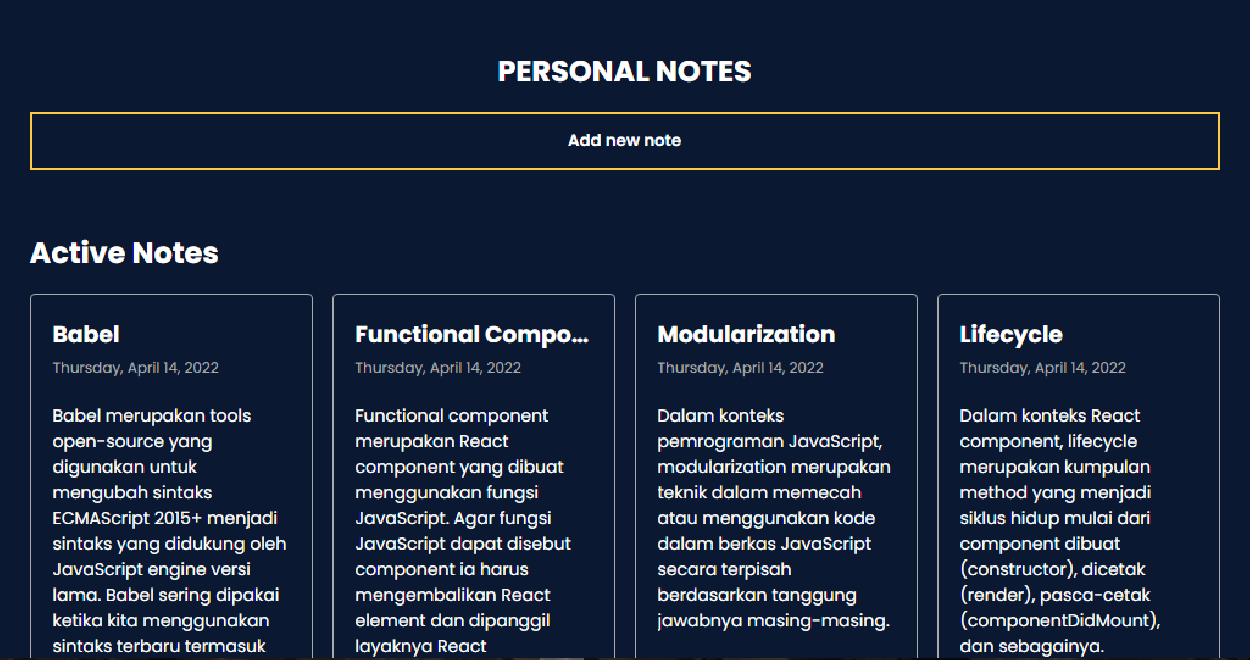 PERSONAL NOTES
Add new note
Active Notes
Babel
Thursday, April 14, 2022
Babel merupakan tools
open-source yang
digunakan untuk
mengubah sintaks
ECMAScript 2015+ menjadi
sintaks yang didukung oleh
JavaScript engine versi
lama. Babel sering dipakai
ketika kita menggunakan
sintaks terbaru termasuk
Functional Compo...
Thursday, April 14, 2022
Functional component
merupakan React
component yang dibuat
menggunakan fungsi
JavaScript. Agar fungsi
JavaScript dapat disebut
component ia harus
mengembalikan React
element dan dipanggil
layaknya React
Modularization
Thursday, April 14, 2022
Dalam konteks
pemrograman JavaScript,
modularization merupakan
teknik dalam memecah
atau menggunakan kode
dalam berkas JavaScript
secara terpisah
berdasarkan tanggung
jawabnya masing-masing.
Lifecycle
Thursday, April 14, 2022
Dalam konteks React
component, lifecycle
merupakan kumpulan
method yang menjadi
siklus hidup mulai dari
component dibuat
(constructor), dicetak
(render), pasca-cetak
(componentDidMount),
dan sebagainya.